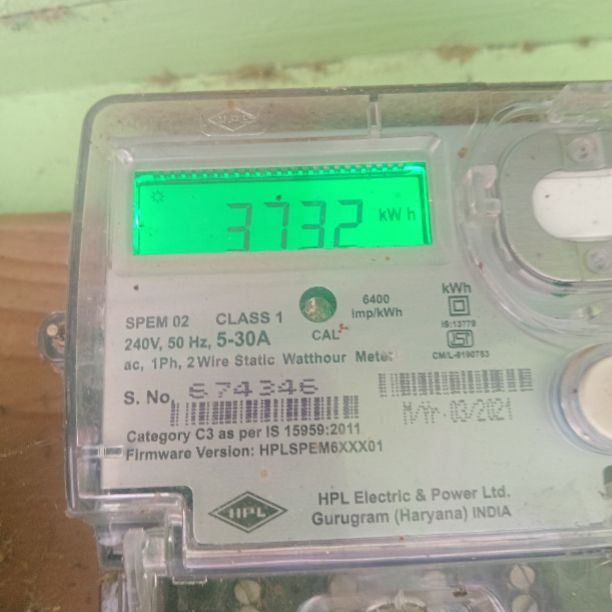 3732 kWh
SPEM 02 CLASS 1
6400 imp/kWh
kWh
240V, 50 Hz, 5-30A
CAL
IS:13779
ac, 1Ph, 2 Wire Static Watthour Meter
CM/L-9190753
S. No. 674346
M/Yr. 03/2021
Category C3 as per IS 15959:2011
Firmware Version: HPLSPEM6XXX01
HPL
HPL Electric & Power Ltd.
Gurugram (Haryana) INDIA